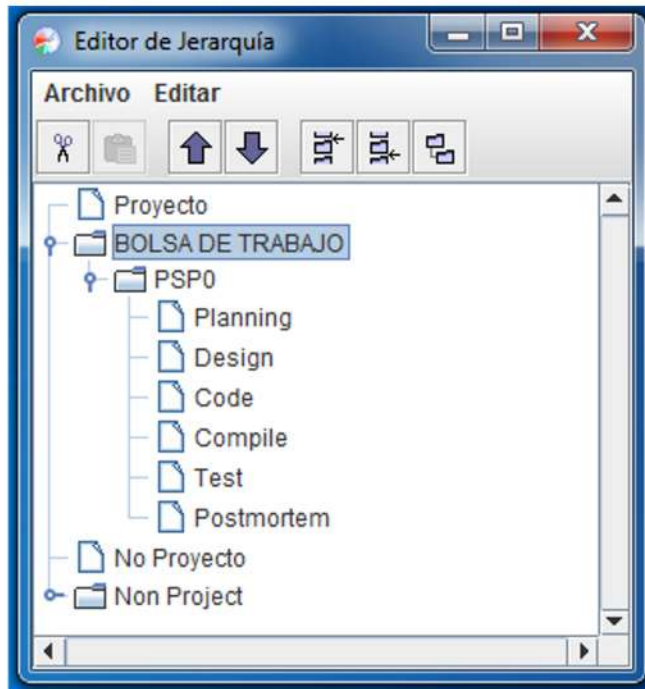 Editor de Jerarquía
Archivo Editar
Proyecto
BOLSA DE TRABAJO
PSP0
Planning
Design
Code
Compile
Test
Postmortem
No Proyecto
Non Project